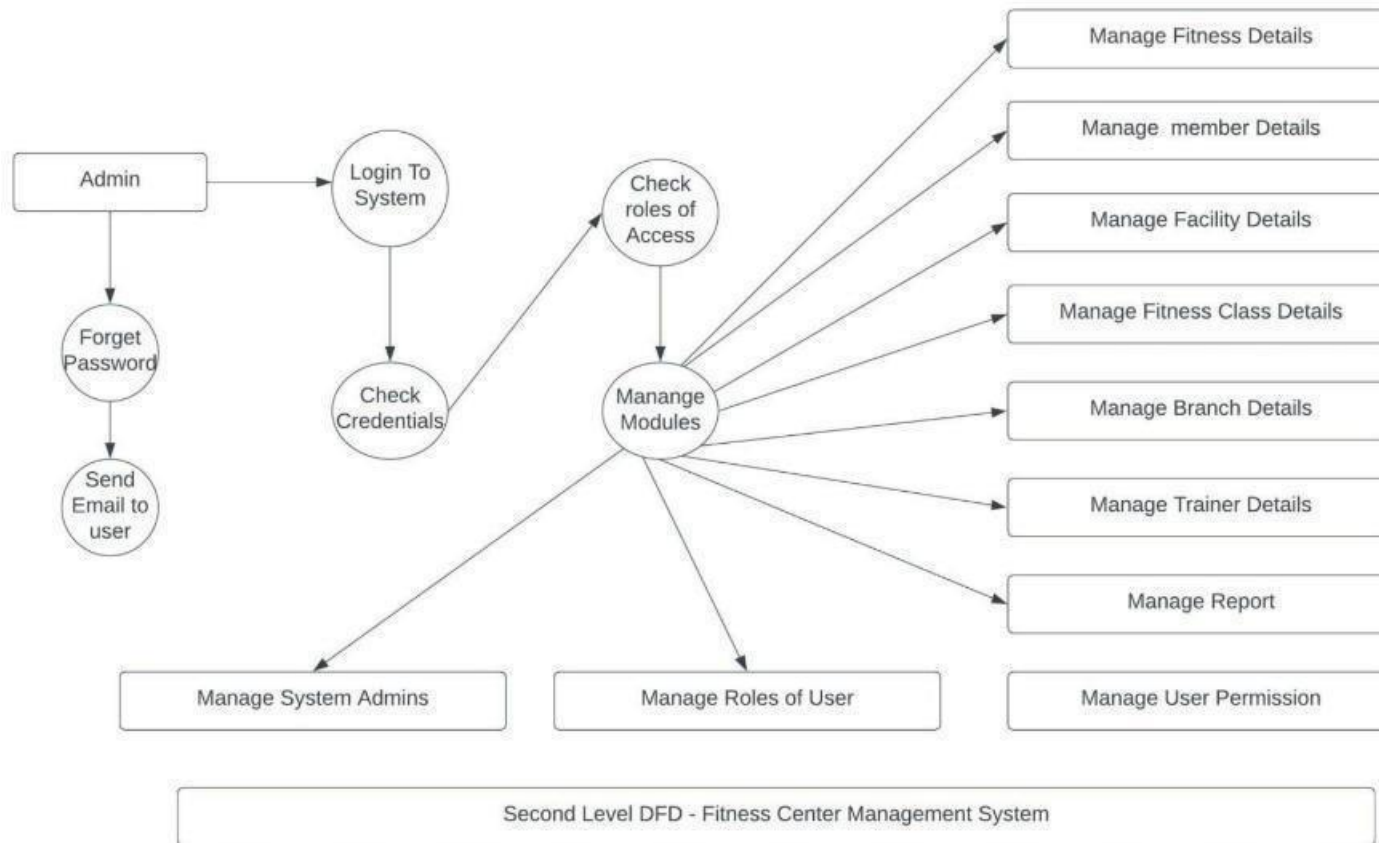 Admin
Login To
System
Check
roles of
Access
Forget
Password
Check
Credentials
Manange
Modules
Send
Email to
user
Manage Fitness Details
Manage  member Details
Manage Facility Details
Manage Fitness Class Details
Manage Branch Details
Manage Trainer Details
Manage Report
Manage System Admins
Manage Roles of User
Manage User Permission
Second Level DFD - Fitness Center Management System